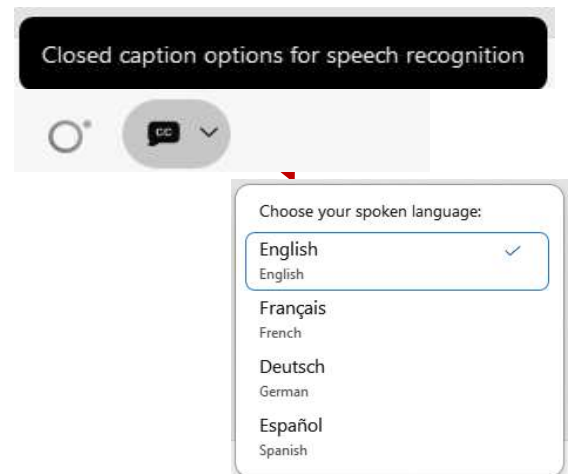 Closed caption options for speech recognition
CC
Choose your spoken language:
English
English
Français
French
Deutsch
German
Español
Spanish